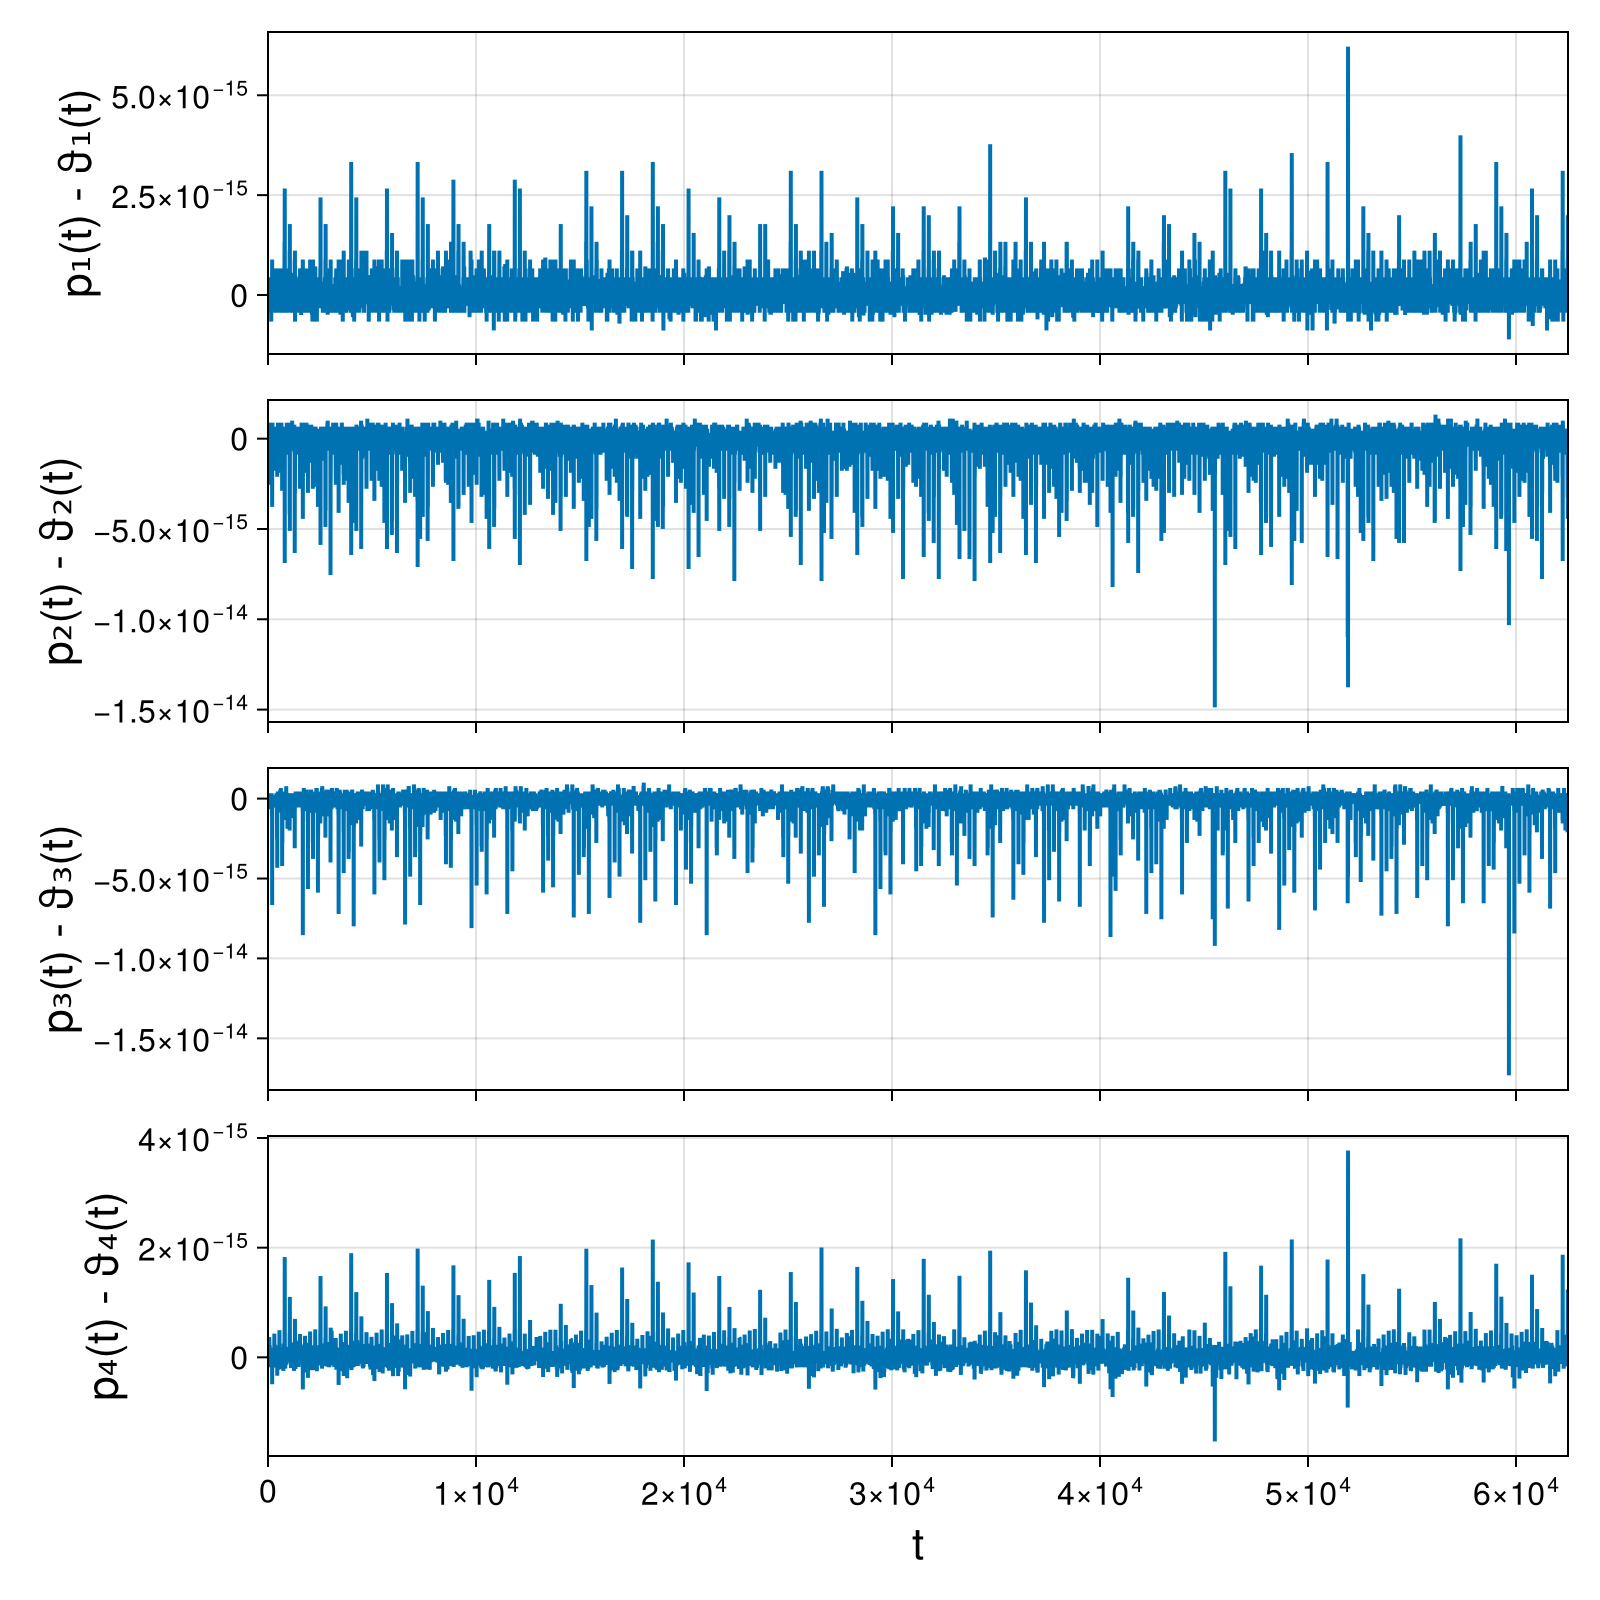 p₁(t) - ϑ₁(t)
5.0×10⁻¹⁵
2.5×10⁻¹⁵
0
p₂(t) - ϑ₂(t)
0
−5.0×10⁻¹⁵
−1.0×10⁻¹⁴
−1.5×10⁻¹⁴
p₃(t) - ϑ₃(t)
0
−5.0×10⁻¹⁵
−1.0×10⁻¹⁴
−1.5×10⁻¹⁴
p₄(t) - ϑ₄(t)
4×10⁻¹⁵
2×10⁻¹⁵
0
0 1×10⁴ 2×10⁴ 3×10⁴ 4×10⁴ 5×10⁴ 6×10⁴
t